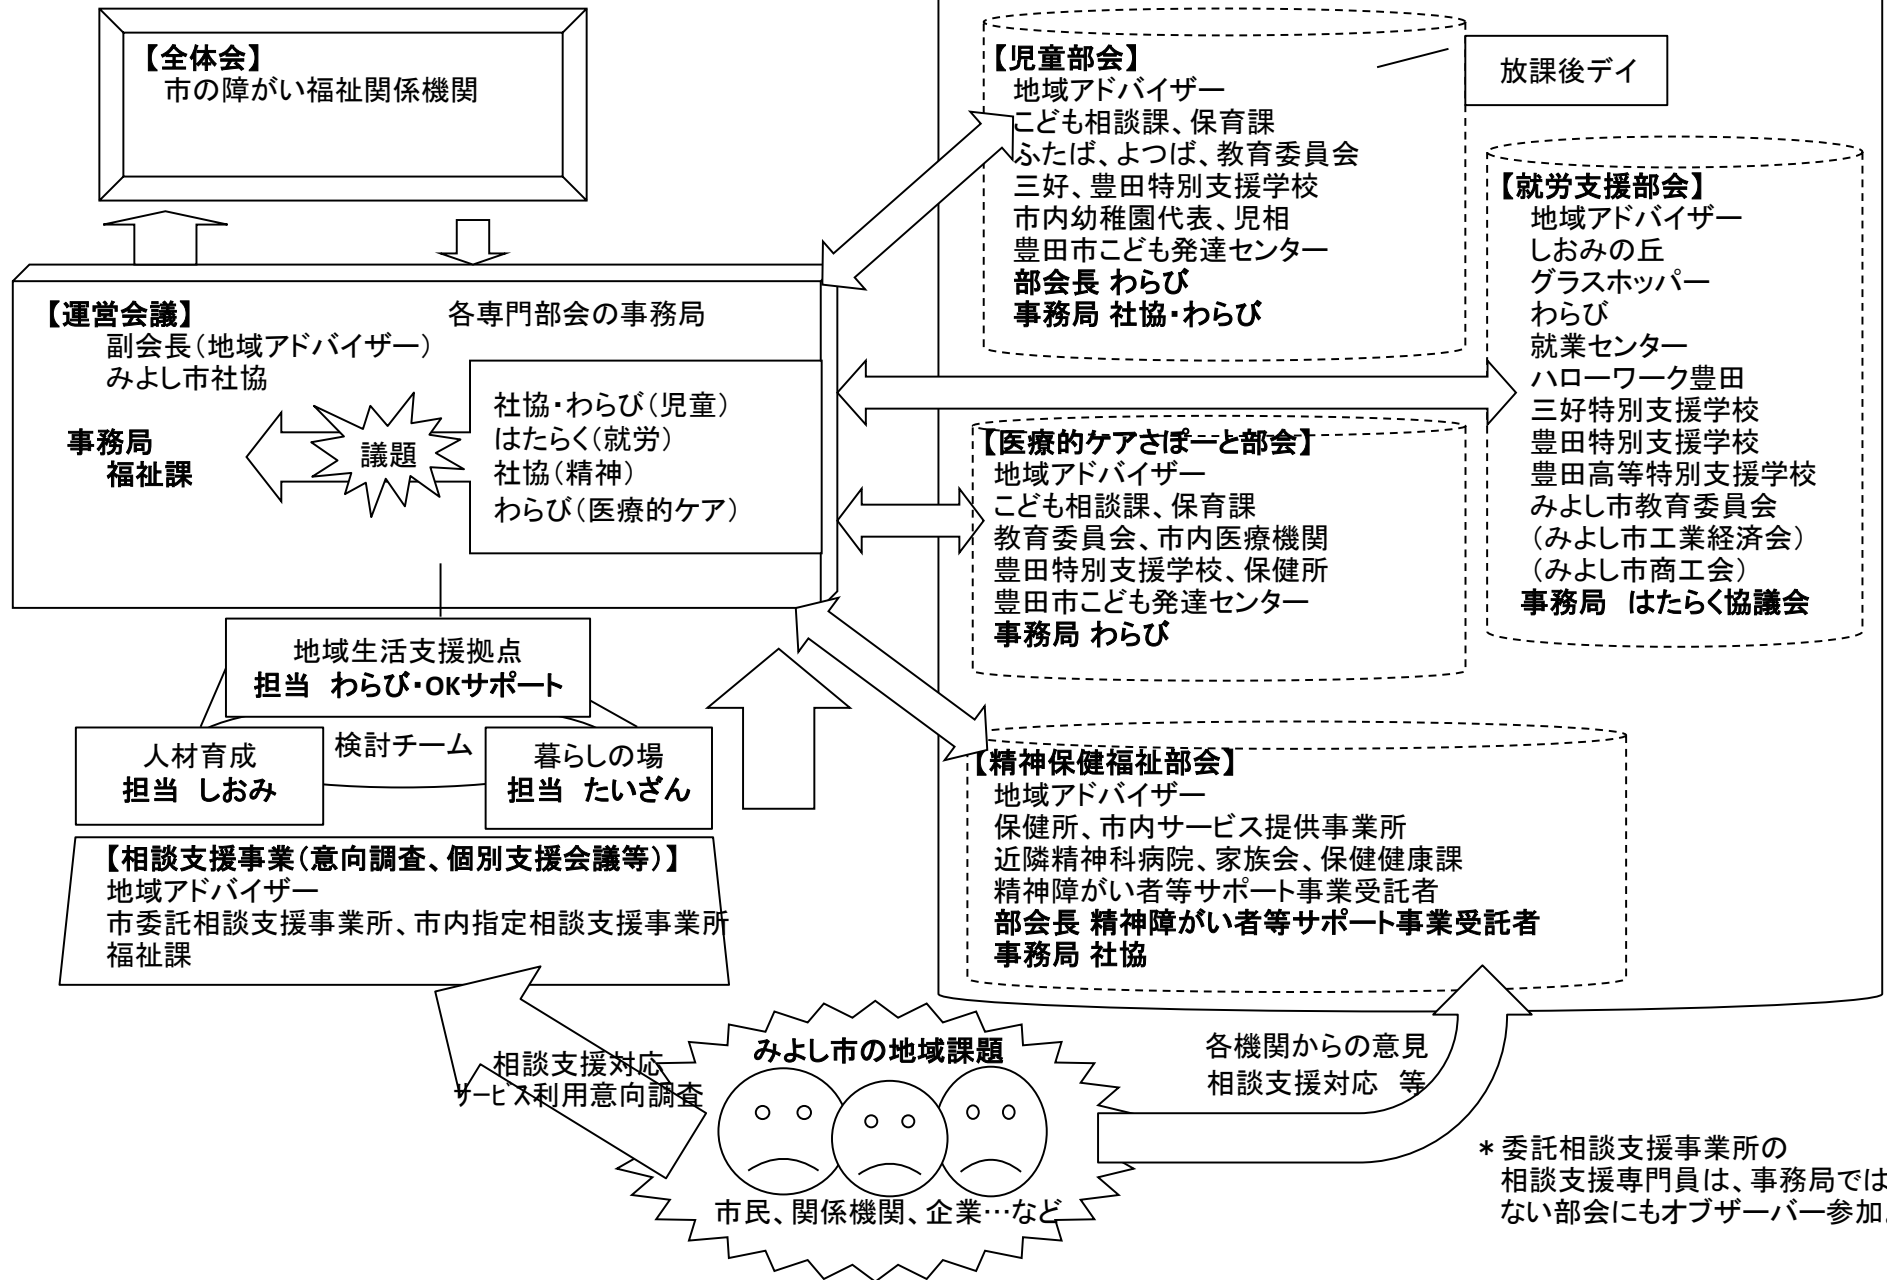 【全体会】
市の障がい福祉関係機関
【運営会議】
各専門部会の事務局
副会長（地域アドバイザー）
みよし市社協
事務局
福祉課
議題
社協・わらび（児童）
はたらく（就労）
社協（精神）
わらび（医療的ケア）
地域生活支援拠点
担当　わらび・OKサポート
人材育成
担当　しおみ
検討チーム
暮らしの場
担当　たいざん
【相談支援事業（意向調査、個別支援会議等）】
地域アドバイザー
市委託相談支援事業所、市内指定相談支援事業所
福祉課
【児童部会】
地域アドバイザー
こども相談課、保育課
ふたば、よつば、教育委員会
三好、豊田特別支援学校
市内幼稚園代表、児相
豊田市こども発達センター
部会長 わらび
事務局 社協・わらび
放課後デイ
【就労支援部会】
地域アドバイザー
しおみの丘
グラスホッパー
わらび
就業センター
ハローワーク豊田
三好特別支援学校
豊田特別支援学校
豊田高等特別支援学校
みよし市教育委員会
（みよし市工業経済会）
（みよし市商工会）
事務局　はたらく協議会
【医療的ケアさぽーと部会】
地域アドバイザー
こども相談課、保育課
教育委員会、市内医療機関
豊田特別支援学校、保健所
豊田市こども発達センター
事務局 わらび
【精神保健福祉部会】
地域アドバイザー
保健所、市内サービス提供事業所
近隣精神科病院、家族会、保健健康課
精神障がい者等サポート事業受託者
部会長 精神障がい者等サポート事業受託者
事務局 社協
相談支援対応
サービス利用意向調査
みよし市の地域課題
市民、関係機関、企業…など
各機関からの意見
相談支援対応　等
＊委託相談支援事業所の
相談支援専門員は、事務局では
ない部会にもオブザーバー参加。